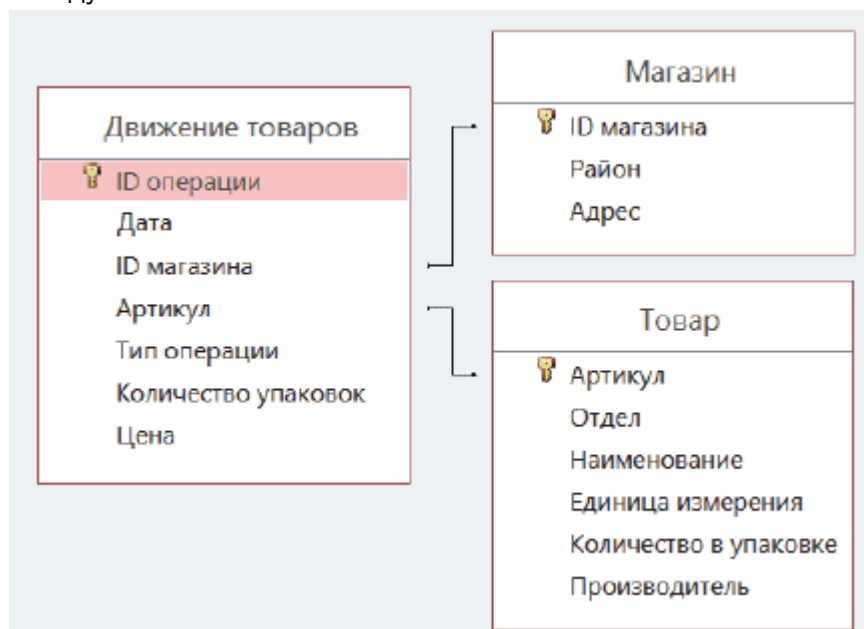 Движение товаров
ID операции
Дата
ID магазина
Артикул
Тип операции
Количество упаковок
Цена
Магазин
ID магазина
Район
Адрес
Товар
Артикул
Отдел
Наименование
Единица измерения
Количество в упаковке
Производитель